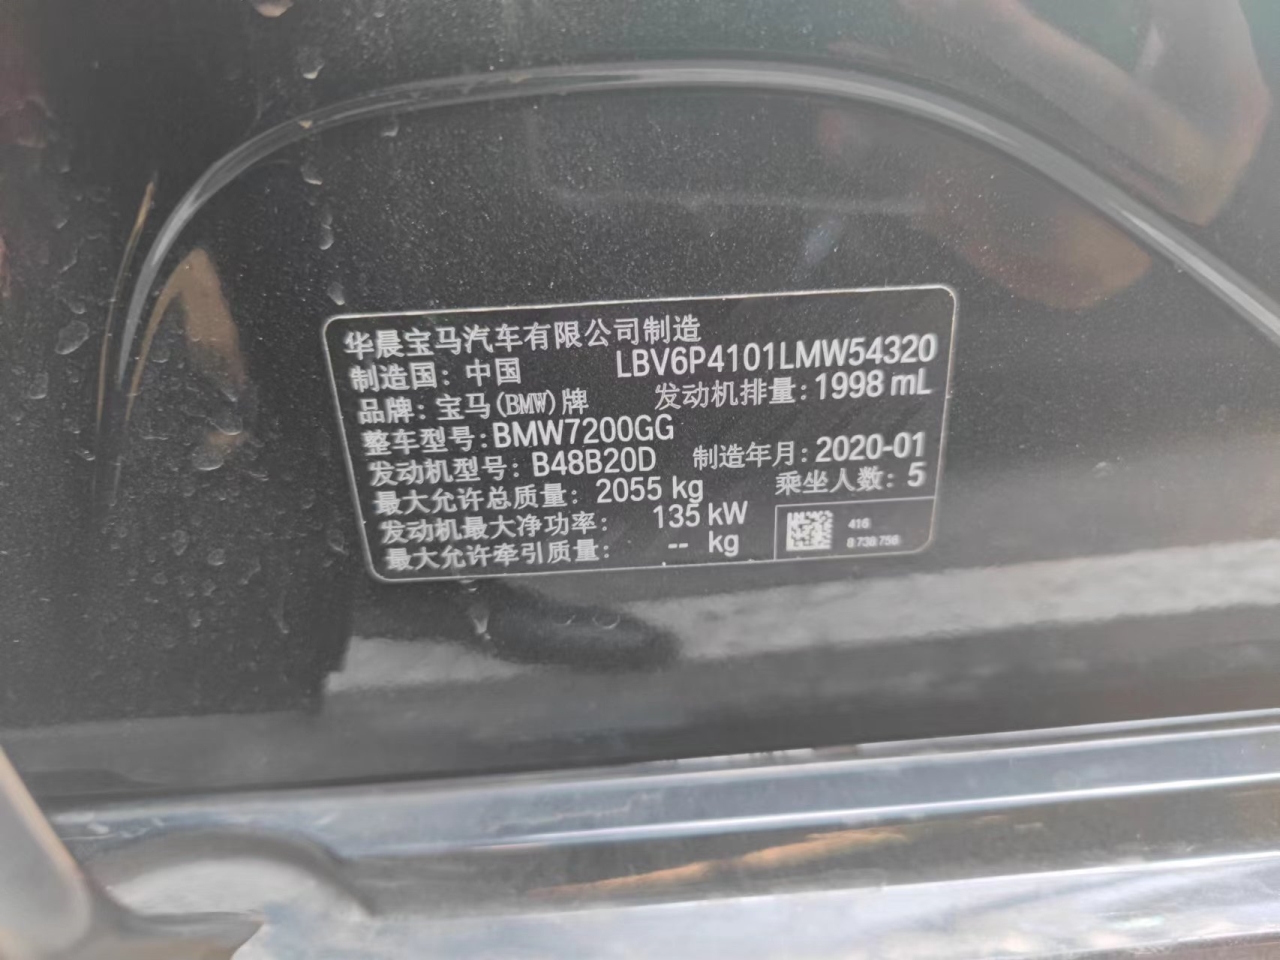 华晨宝马汽车有限公司制造
制造国：中国 LBV6P4101LMW54320
品牌：宝马(BMW)牌 发动机排量：1998 mL
整车型号：BMW7200GG
发动机型号：B48B20D 制造年月：2020-01
最大允许总质量：2055 kg 乘坐人数：5
发动机最大净功率：135 kW
最大允许牵引质量：-- kg
416
8 738 756